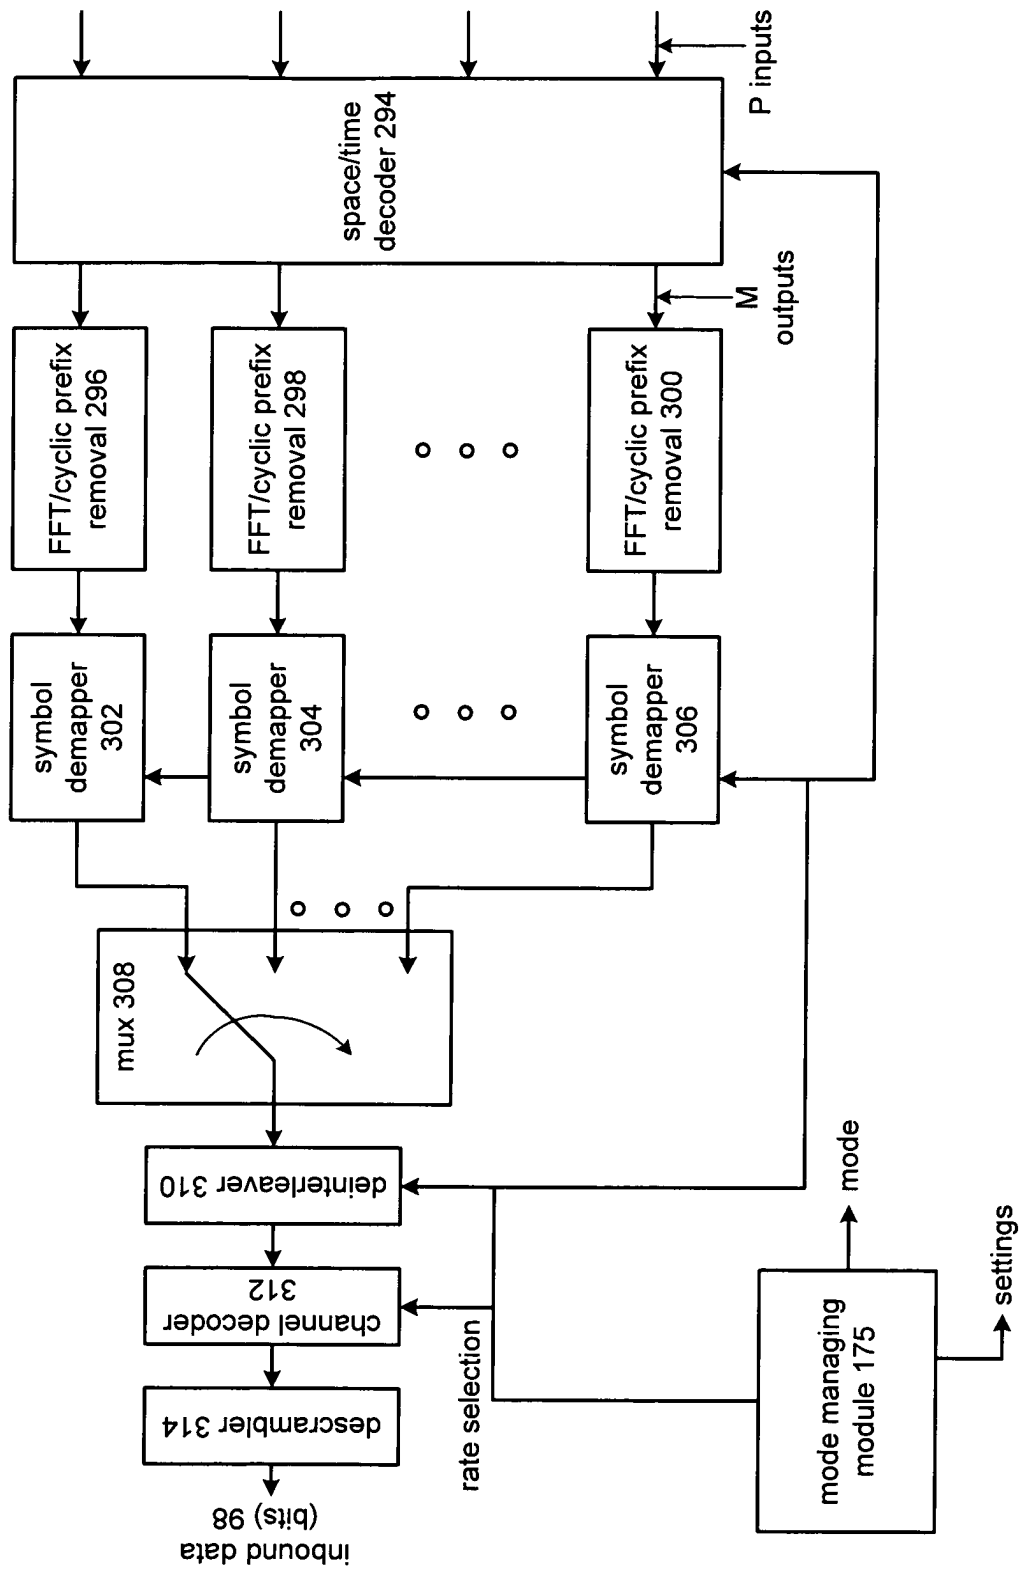 P inputs
space/time
decoder 294
M
outputs
FFT/cyclic prefix
removal 296
FFT/cyclic prefix
removal 298
FFT/cyclic prefix
removal 300
symbol
demapper
302
symbol
demapper
304
symbol
demapper
306
mux 308
deinterleaver 310
channel decoder
312
descrambler 314
inbound data
(bits) 98
rate selection
mode managing
module 175
mode
settings